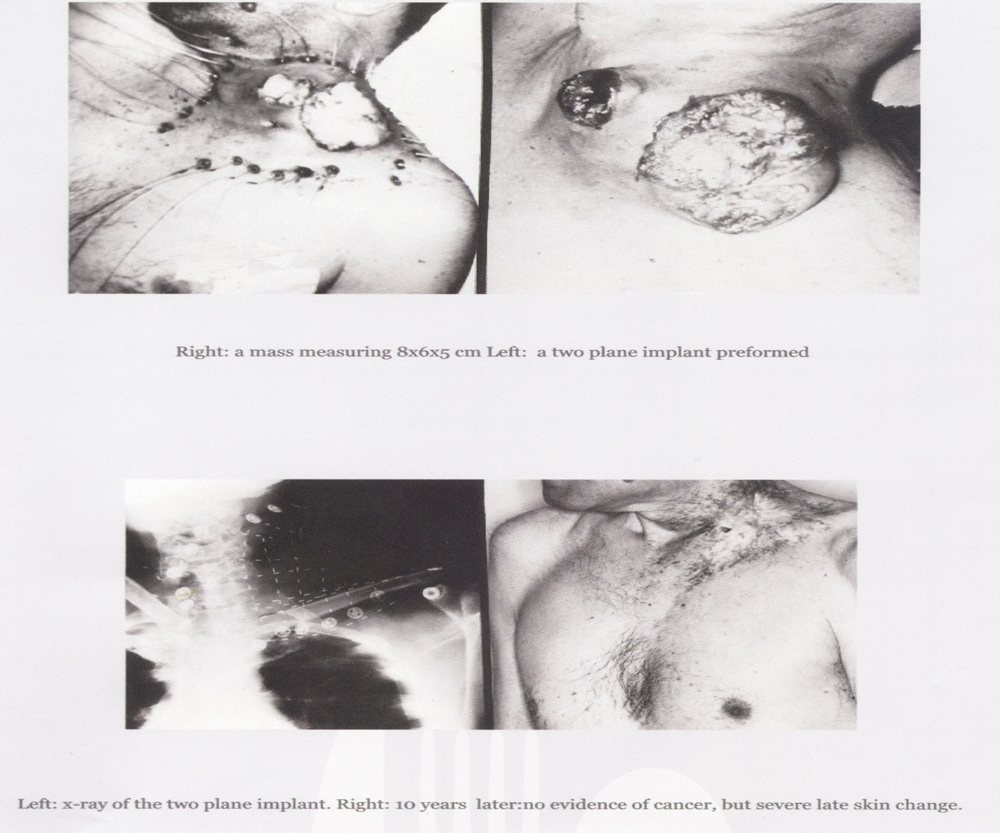 Right: a mass measuring 8x6x5 cm Left:  a two plane implant preformed
Left: x-ray of the two plane implant. Right: 10 years  later:no evidence of cancer, but severe late skin change.